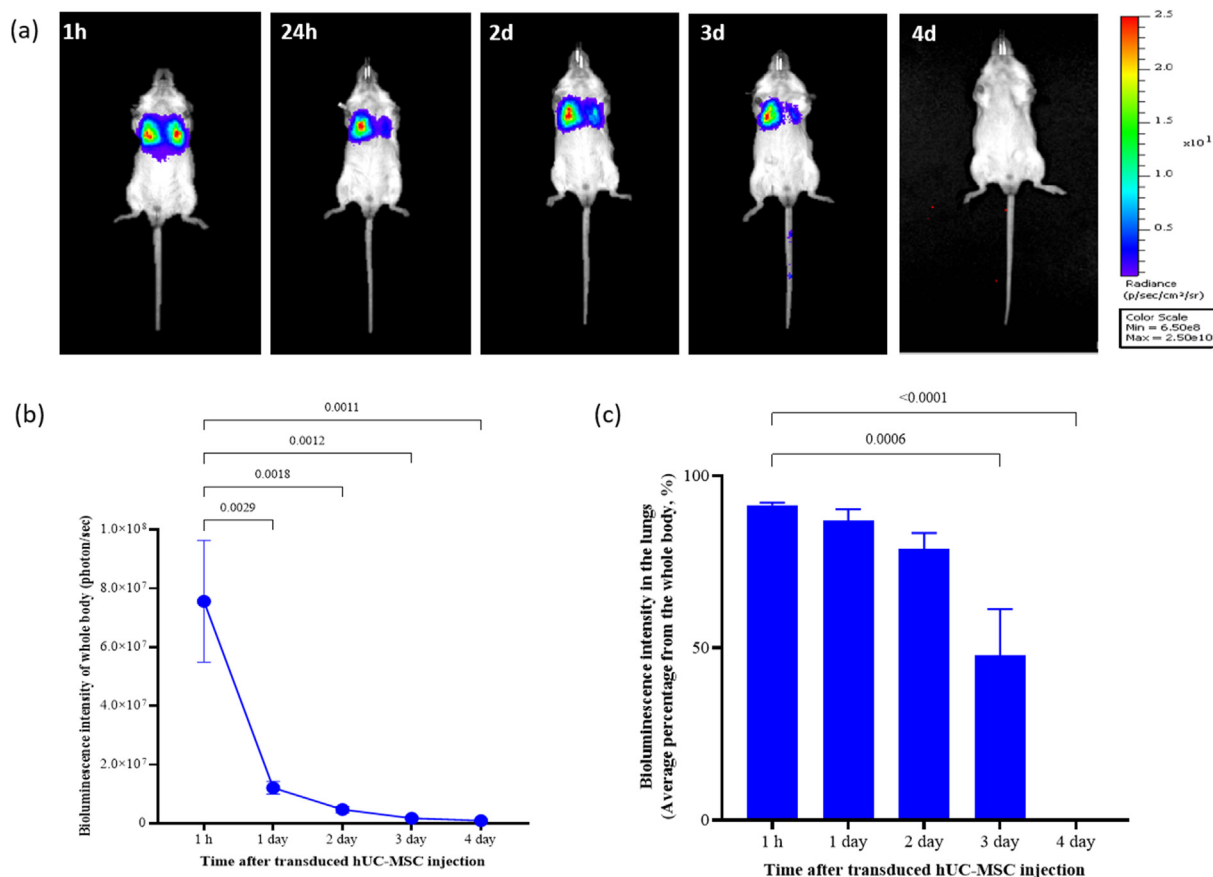 (a)
1h
24h
2d
3d
4d
2.5
2.0
x10¹
1.0
0.5
Radiance
(p/sec/cm²/sr)
Color Scale
Min = 6.50e8
Max = 2.50e10
(b)
0.0011
0.0012
0.0018
0.0029
Bioluminescence intensity of whole body (photon/sec)
1.0×10⁸
8.0×10⁷
6.0×10⁷
4.0×10⁷
2.0×10⁷
0
1 h
1 day
2 day
3 day
4 day
Time after transduced hUC-MSC injection
(c)
<0.0001
0.0006
Bioluminescence intensity in the lungs
(Average percentage from the whole body, %)
100
50
0
1 h
1 day
2 day
3 day
4 day
Time after transduced hUC-MSC injection